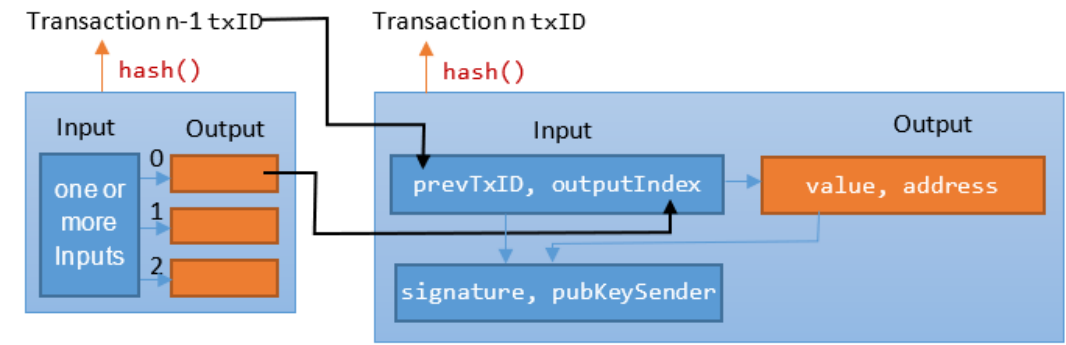 Transaction n-1 txID
hash()
Input
Output
one or
more
Inputs
0
1
2
Transaction n txID
hash()
Input
Output
prevTxID, outputIndex
value, address
signature, pubKeySender